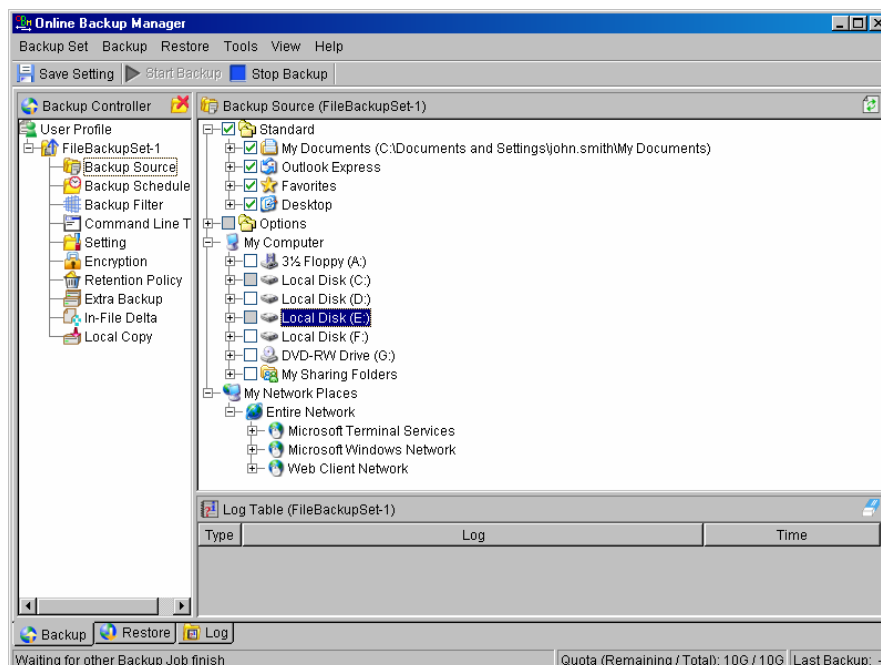 Online Backup Manager
Backup Set Backup Restore Tools View Help
Save Setting Start Backup Stop Backup
Backup Controller
User Profile
FileBackupSet-1
Backup Source
Backup Schedule
Backup Filter
Command Line T
Setting
Encryption
Retention Policy
Extra Backup
In-File Delta
Local Copy
Backup Source (FileBackupSet-1)
Standard
My Documents (C:\Documents and Settings\john.smith\My Documents)
Outlook Express
Favorites
Desktop
Options
My Computer
3½ Floppy (A:)
Local Disk (C:)
Local Disk (D:)
Local Disk (E:)
Local Disk (F:)
DVD-RW Drive (G:)
My Sharing Folders
My Network Places
Entire Network
Microsoft Terminal Services
Microsoft Windows Network
Web Client Network
Log Table (FileBackupSet-1)
Type Log Time
Backup Restore Log
Waiting for other Backup Job finish Quota (Remaining / Total): 10G / 10G Last Backup: -